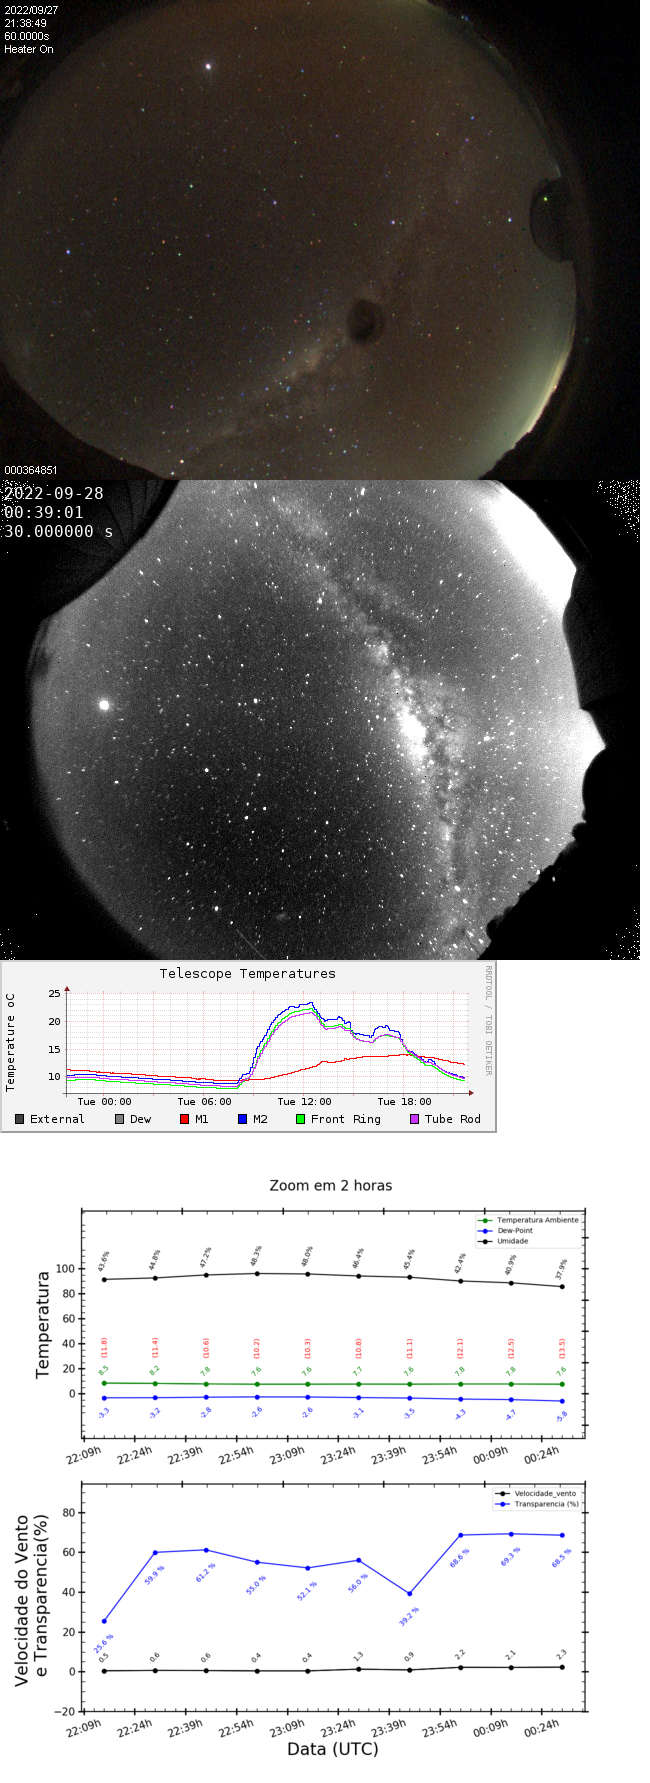 2022/09/27
21:38:49
60.0000s
Heater On
000364851
2022-09-28
00:39:01
30.000000 s
Telescope Temperatures
RRDTOOL / TOBI OETIKER
Temperature oC
25
20
15
10
Tue 00:00 Tue 06:00 Tue 12:00 Tue 18:00
External Dew M1 M2 Front Ring Tube Rod
Zoom em 2 horas
Temperatura Ambiente
Dew-Point
Umidade
Temperatura
100
80
60
40
20
0
43.6% 44.8% 47.2% 48.3% 48.0% 46.4% 45.4% 42.4% 40.9% 37.9%
(11.8) (11.4) (10.6) (10.2) (10.3) (10.8) (11.1) (12.1) (12.5) (13.5)
8.5 8.2 7.8 7.6 7.6 7.7 7.6 7.8 7.8 7.6
-3.3 -3.2 -2.8 -2.6 -2.6 -3.1 -3.5 -4.3 -4.7 -5.8
22:09h 22:24h 22:39h 22:54h 23:09h 23:24h 23:39h 23:54h 00:09h 00:24h
Velocidade_vento
Transparencia (%)
Velocidade do Vento
e Transparencia(%)
80
60
40
20
0
−20
25.6 % 59.9 % 61.2 % 55.0 % 52.1 % 56.0 % 39.2 % 68.6 % 69.3 % 68.5 %
0.5 0.6 0.6 0.4 0.4 1.3 0.9 2.2 2.1 2.3
22:09h 22:24h 22:39h 22:54h 23:09h 23:24h 23:39h 23:54h 00:09h 00:24h
Data (UTC)